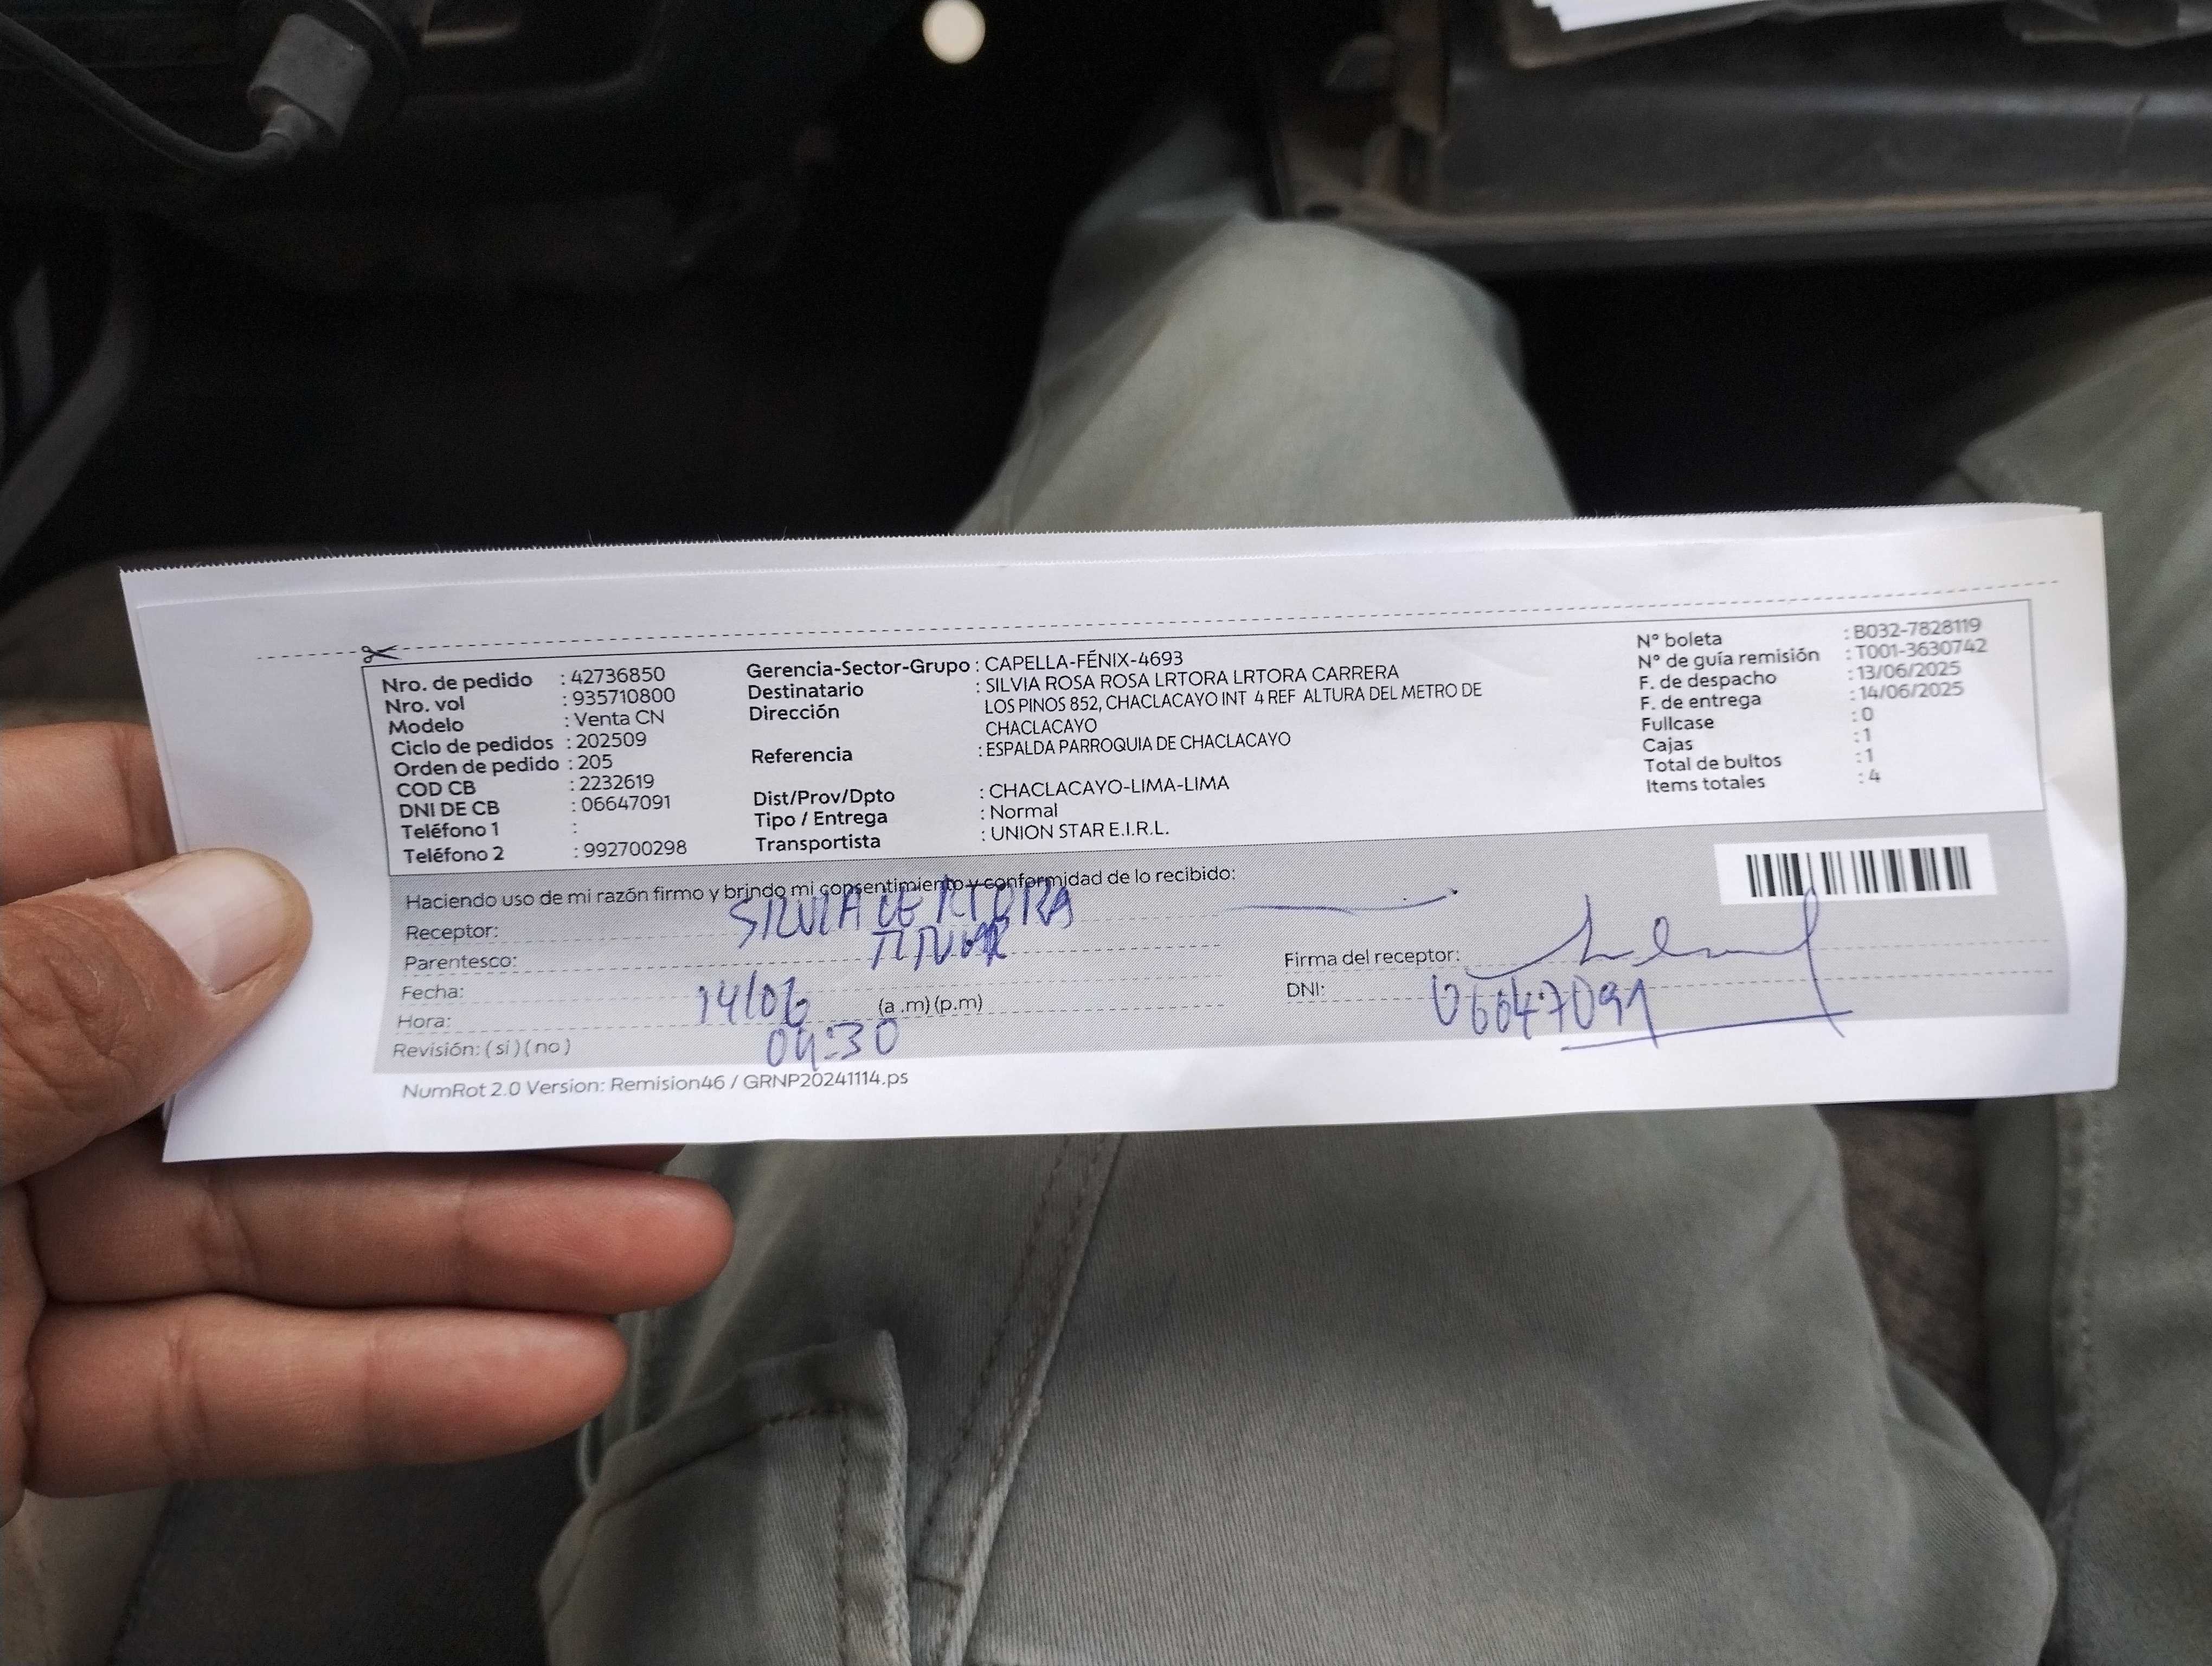 Nro. de pedido : 42736850
Nro. vol : 935710800
Modelo : Venta CN
Ciclo de pedidos : 202509
Orden de pedido : 205
COD CB : 2232619
DNI DE CB : 06647091
Teléfono 1 :
Teléfono 2 : 992700298
Gerencia-Sector-Grupo : CAPELLA-FÉNIX-4693
Destinatario : SILVIA ROSA ROSA LRTORA LRTORA CARRERA
Dirección LOS PINOS 852, CHACLACAYO INT 4 REF ALTURA DEL METRO DE
CHACLACAYO
Referencia : ESPALDA PARROQUIA DE CHACLACAYO
Dist/Prov/Dpto : CHACLACAYO-LIMA-LIMA
Tipo / Entrega : Normal
Transportista : UNION STAR E.I.R.L.
N° boleta : B032-7828119
N° de guía remisión : T001-3630742
F. de despacho : 13/06/2025
F. de entrega : 14/06/2025
Fullcase : 0
Cajas : 1
Total de bultos : 1
Items totales : 4
Haciendo uso de mi razón firmo y brindo mi consentimiento y conformidad de lo recibido:
Receptor: SILVIA
Parentesco:
Fecha: 14/06
Hora: (a .m) (p.m)
Revisión: ( si ) ( no )
Firma del receptor:
DNI: 06647091
NumRot 2.0 Version: Remision46 / GRNP20241114.ps